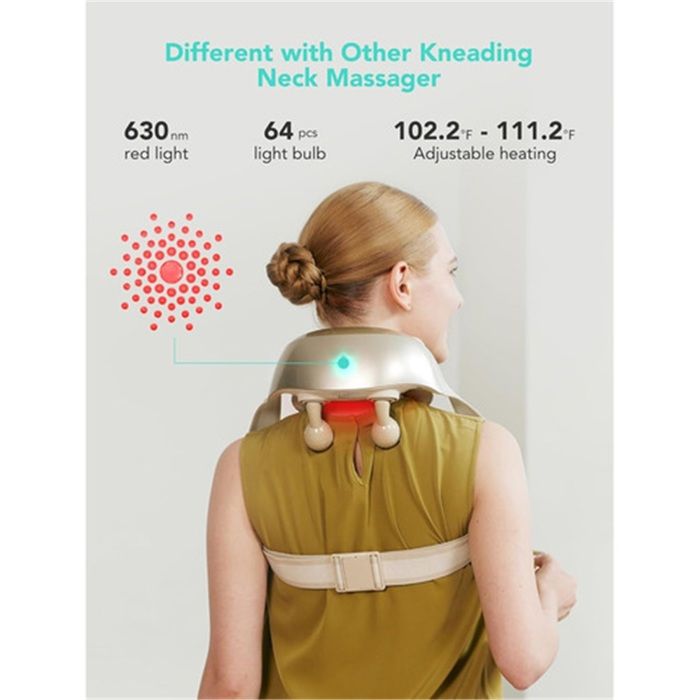 Different with Other Kneading
Neck Massager
630nm 64 pcs 102.2°F - 111.2°F
red light light bulb Adjustable heating